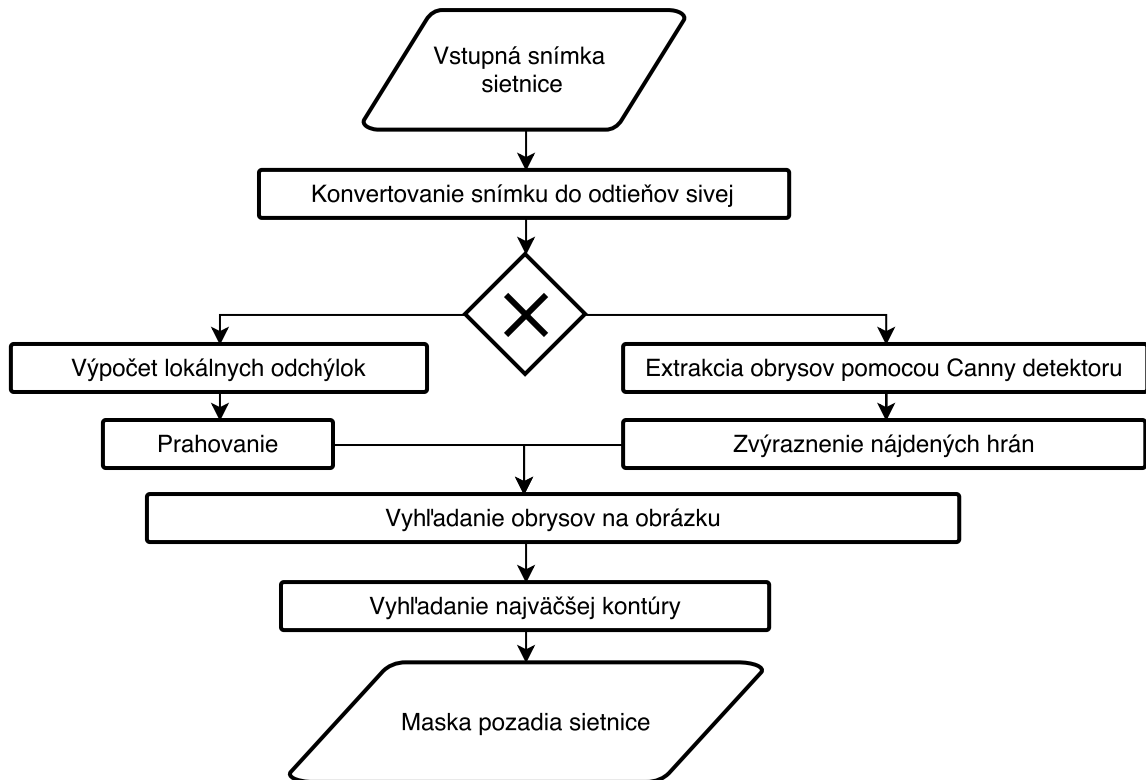 Vstupná snímka
sietnice
Konvertovanie snímku do odtieňov sivej
Výpočet lokálnych odchýlok
Extrakcia obrysov pomocou Canny detektoru
Prahovanie
Zvýraznenie nájdených hrán
Vyhľadanie obrysov na obrázku
Vyhľadanie najväčšej kontúry
Maska pozadia sietnice